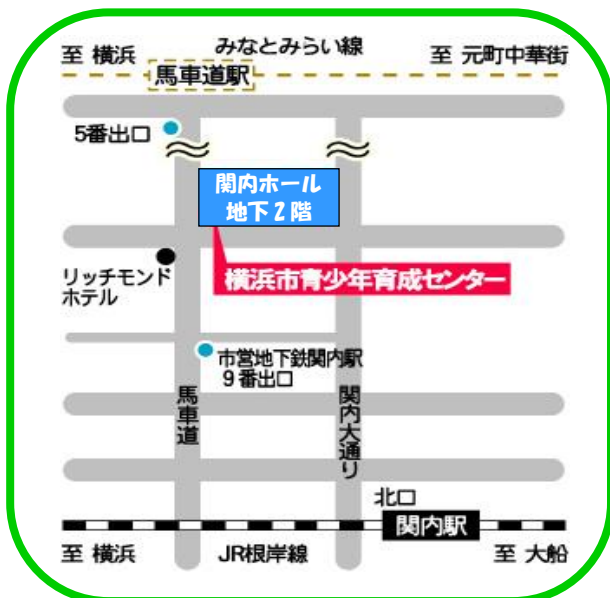 至 横浜
みなとみらい線
至 元町中華街
馬車道駅
5番出口
関内ホール
地下2階
リッチモンド
ホテル
横浜市青少年育成センター
市営地下鉄関内駅
9番出口
馬車道
関内大通り
北口
関内駅
至 横浜
JR根岸線
至 大船